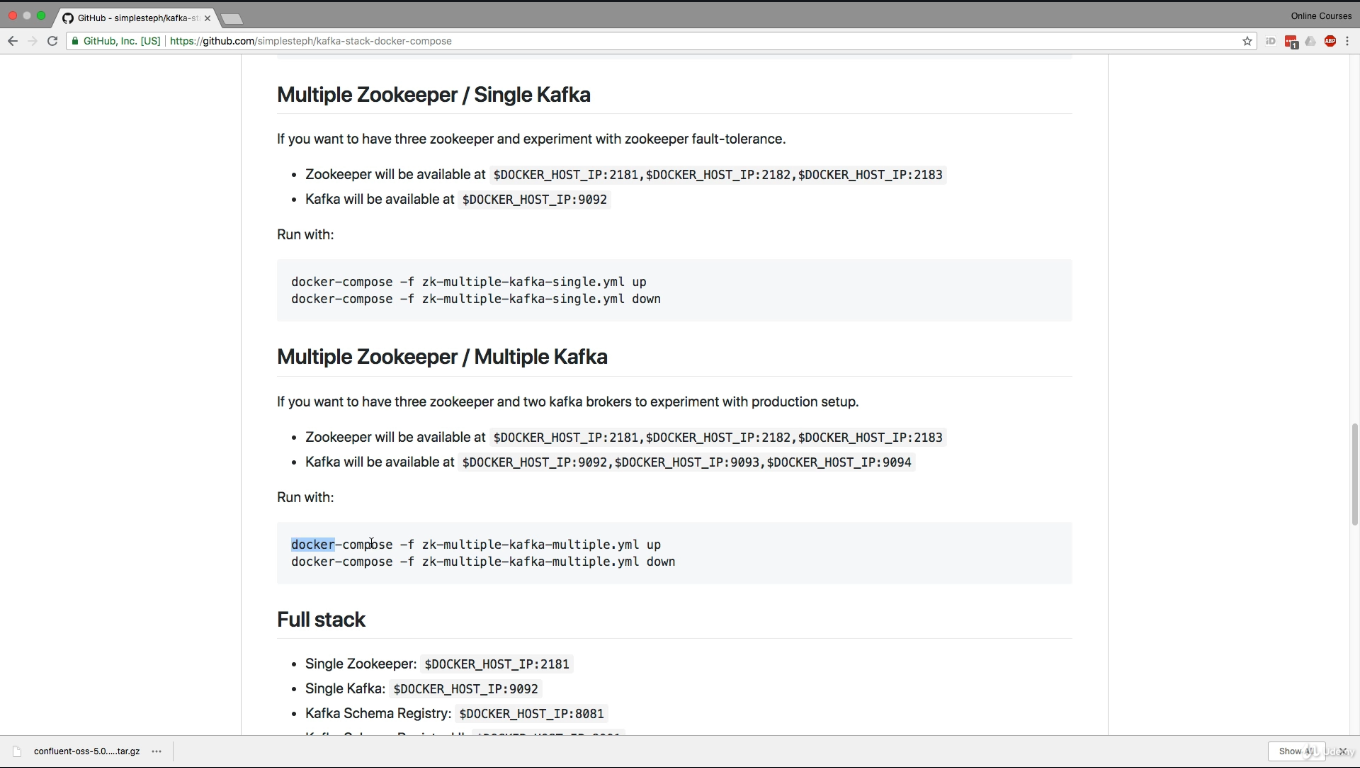 GitHub - simplesteph/kafka-st
Online Courses
GitHub, Inc. [US] | https://github.com/simplesteph/kafka-stack-docker-compose
Multiple Zookeeper / Single Kafka
If you want to have three zookeeper and experiment with zookeeper fault-tolerance.
• Zookeeper will be available at $DOCKER_HOST_IP:2181,$DOCKER_HOST_IP:2182,$DOCKER_HOST_IP:2183
• Kafka will be available at $DOCKER_HOST_IP:9092
Run with:
docker-compose -f zk-multiple-kafka-single.yml up
docker-compose -f zk-multiple-kafka-single.yml down
Multiple Zookeeper / Multiple Kafka
If you want to have three zookeeper and two kafka brokers to experiment with production setup.
• Zookeeper will be available at $DOCKER_HOST_IP:2181,$DOCKER_HOST_IP:2182,$DOCKER_HOST_IP:2183
• Kafka will be available at $DOCKER_HOST_IP:9092,$DOCKER_HOST_IP:9093,$DOCKER_HOST_IP:9094
Run with:
docker-compose -f zk-multiple-kafka-multiple.yml up
docker-compose -f zk-multiple-kafka-multiple.yml down
Full stack
• Single Zookeeper: $DOCKER_HOST_IP:2181
• Single Kafka: $DOCKER_HOST_IP:9092
• Kafka Schema Registry: $DOCKER_HOST_IP:8081
confluent-oss-5.0....tar.gz
Show All